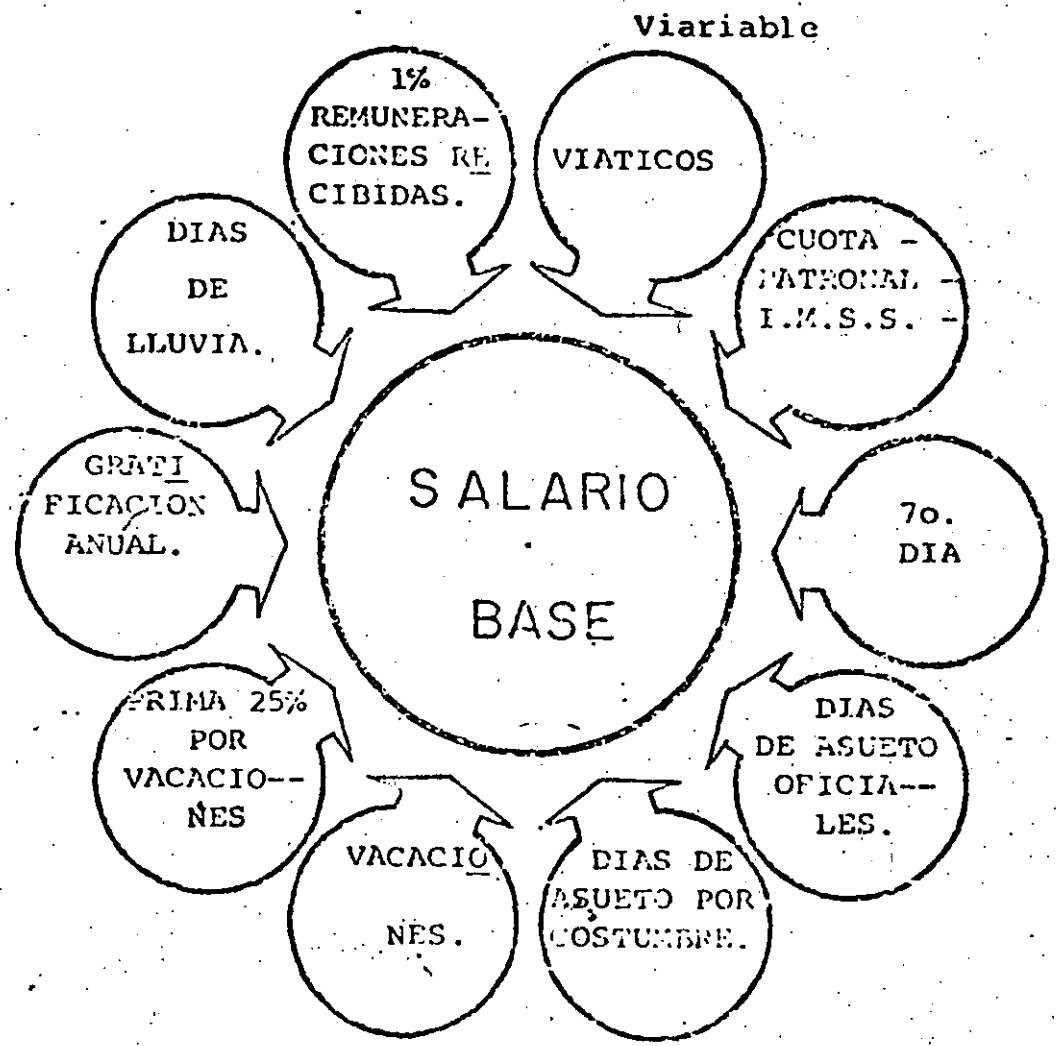 Viariable
1%
REMUNERA-
CIONES RE
CIBIDAS.
VIATICOS
CUOTA -
PATRONAL -
I.M.S.S. -
7o.
DIA
DIAS
DE ASUETO
OFICIA--
LES.
DIAS DE
ASUETO POR
COSTUMBRE.
VACACIO
NES.
PRIMA 25%
POR
VACACIO--
NES
GRATI
FICACION
ANUAL.
DIAS
DE
LLUVIA.
SALARIO
BASE